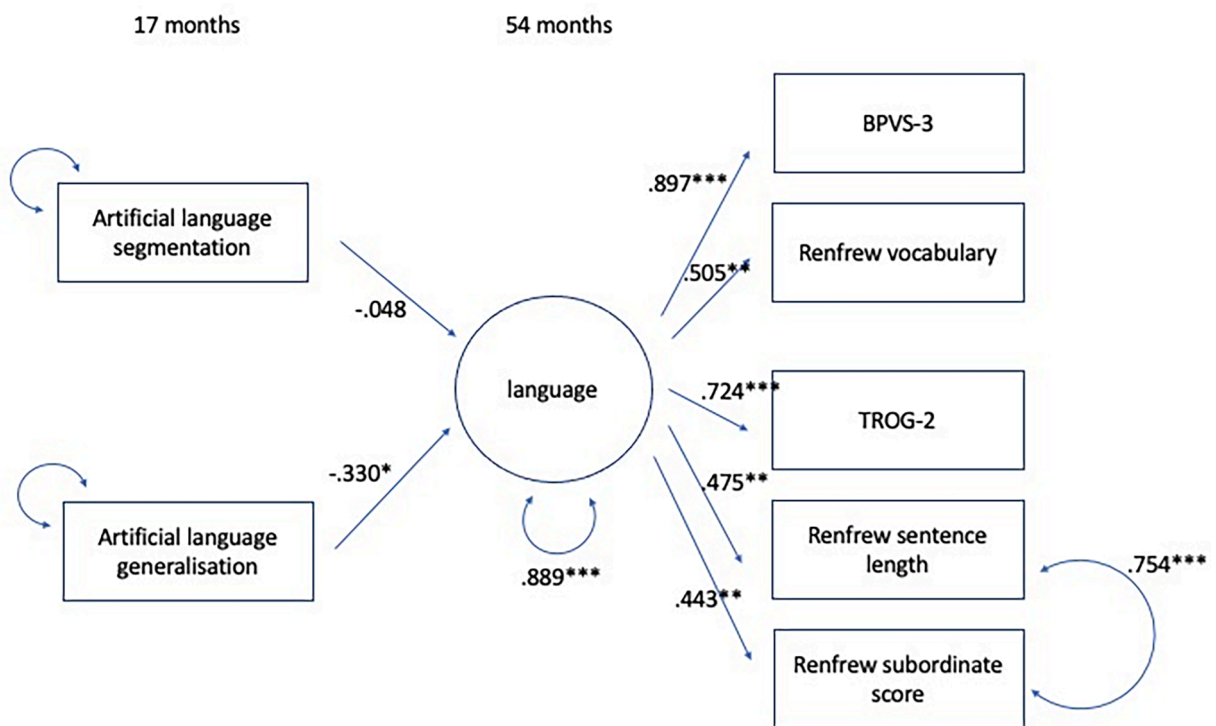 17 months
54 months
BPVS-3
.897***
Artificial language
segmentation
Renfrew vocabulary
.505**
-.048
language
.724***
TROG-2
-.330*
.475**
Artificial language
generalisation
Renfrew sentence
length
.889***
.754***
.443**
Renfrew subordinate
score